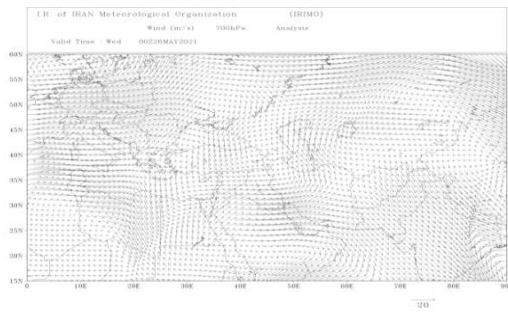 I.R. of IRAN Meteorological Organization (IRIMO)
Wind (m/s) 700hPa Analysis
Valid Time Wed 00Z26MAY2021
60N
55N
50N
45N
40N
35N
30N
25N
20N
15N
0 10E 20E 30E 40E 50E 60E 70E 80E
20